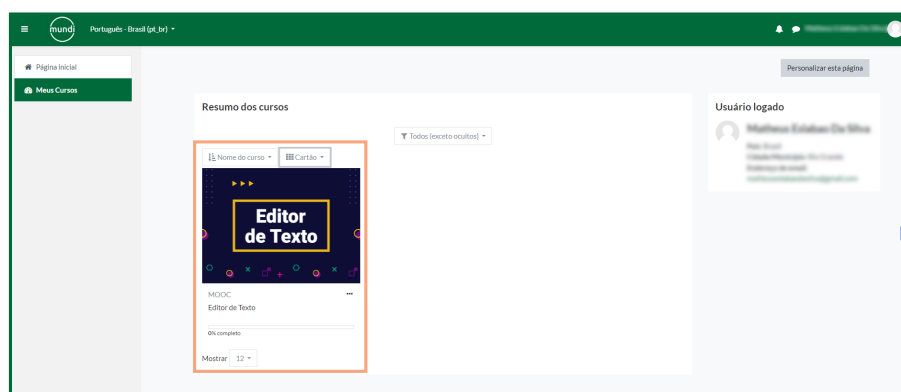 mundi
Português - Brasil (pt_br)
Página inicial
Meus Cursos
Personalizar esta página
Resumo dos cursos
Todos (exceto ocultos)
Nome do curso
Cartão
Editor
de Texto
MOOC
Editor de Texto
0% completo
Mostrar 12
Usuário logado